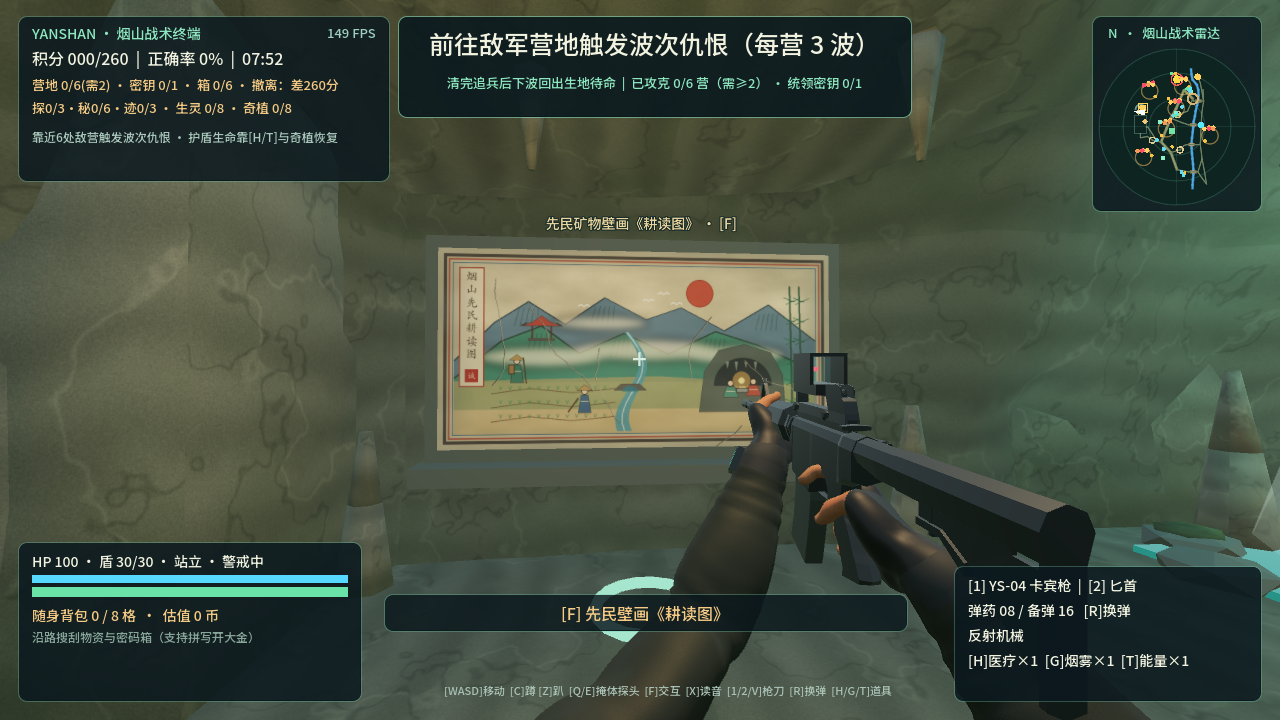 YANSHAN · 烟山战术终端
149 FPS
积分 000/260 | 正确率 0% | 07:52
营地 0/6(需2) · 密钥 0/1 · 箱 0/6 · 撤离: 差260分
探0/3·秘0/6·迹0/3 · 生灵 0/8 · 奇植 0/8
靠近6处敌营触发波次仇恨 · 护盾生命靠[H/T]与奇植恢复
前往敌军营地触发波次仇恨（每营 3 波）
清完追兵后下波回出生地待命 | 已攻克 0/6 营（需≥2） · 统领密钥 0/1
N · 烟山战术雷达
先民矿物壁画《耕读图》 · [F]
烟山先民耕读图
HP 100 · 盾 30/30 · 站立 · 警戒中
随身背包 0 / 8 格 · 估值 0 币
沿路搜刮物资与密码箱（支持拼写开大金）
[F] 先民壁画《耕读图》
[WASD]移动 [C]蹲 [Z]趴 [Q/E]掩体探头 [F]交互 [X]读音 [1/2/V]枪刀 [R]换弹 [H/G/T]道具
[1] YS-04 卡宾枪 | [2] 匕首
弹药 08 / 备弹 16 [R]换弹
反射机械
[H]医疗×1 [G]烟雾×1 [T]能量×1